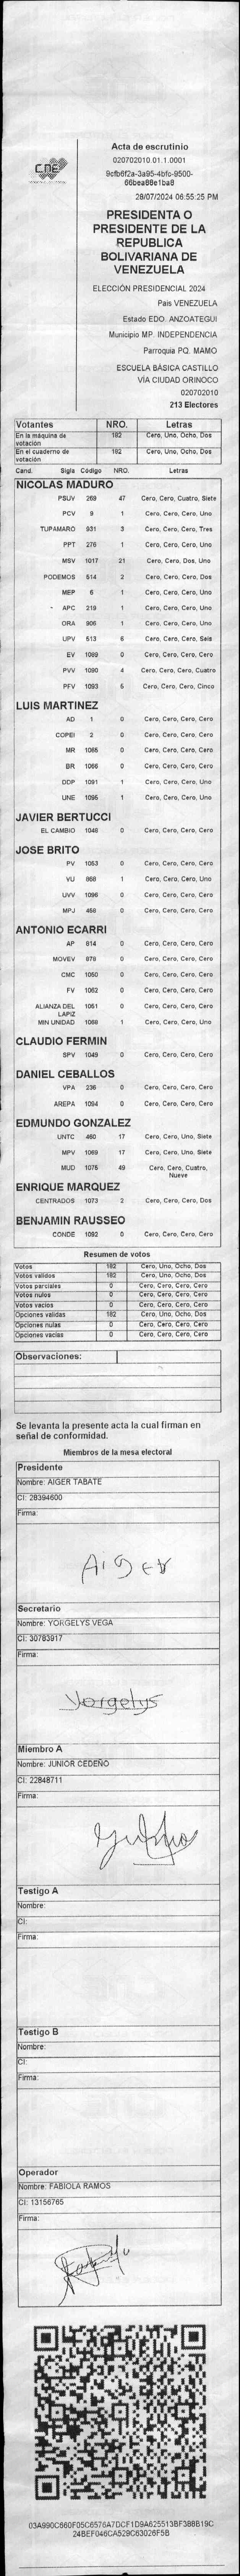 Acta de escrutinio
020702010.01.1.0001
9cfb6f2a-3a95-4bfc-9500-
66bea88e1ba8
28/07/2024 06:55:25 PM
CNE
PRESIDENTA O
PRESIDENTE DE LA
REPUBLICA
BOLIVARIANA DE
VENEZUELA
ELECCIÓN PRESIDENCIAL 2024
Pais VENEZUELA
Estado EDO. ANZOATEGUI
Municipio MP. INDEPENDENCIA
Parroquia PQ. MAMO
ESCUELA BÁSICA CASTILLO
VÍA CIUDAD ORINOCO
020702010
213 Electores
Votantes NRO. Letras
En la máquina de votación 182 Cero, Uno, Ocho, Dos
En el cuaderno de votación 182 Cero, Uno, Ocho, Dos
Cand. Sigla Código NRO. Letras
NICOLAS MADURO
PSUV 269 47 Cero, Cero, Cuatro, Siete
PCV 9 1 Cero, Cero, Cero, Uno
TUPAMARO 931 3 Cero, Cero, Cero, Tres
PPT 276 1 Cero, Cero, Cero, Uno
MSV 1017 21 Cero, Cero, Dos, Uno
PODEMOS 514 2 Cero, Cero, Cero, Dos
MEP 6 1 Cero, Cero, Cero, Uno
APC 219 1 Cero, Cero, Cero, Uno
ORA 906 1 Cero, Cero, Cero, Uno
UPV 513 6 Cero, Cero, Cero, Seis
EV 1089 0 Cero, Cero, Cero, Cero
PVV 1090 4 Cero, Cero, Cero, Cuatro
PFV 1093 5 Cero, Cero, Cero, Cinco
LUIS MARTINEZ
AD 1 0 Cero, Cero, Cero, Cero
COPEI 2 0 Cero, Cero, Cero, Cero
MR 1065 0 Cero, Cero, Cero, Cero
BR 1066 0 Cero, Cero, Cero, Cero
DDP 1091 1 Cero, Cero, Cero, Uno
UNE 1095 1 Cero, Cero, Cero, Uno
JAVIER BERTUCCI
EL CAMBIO 1046 0 Cero, Cero, Cero, Cero
JOSE BRITO
PV 1053 0 Cero, Cero, Cero, Cero
VU 868 1 Cero, Cero, Cero, Uno
UVV 1096 0 Cero, Cero, Cero, Cero
MPJ 458 0 Cero, Cero, Cero, Cero
ANTONIO ECARRI
AP 814 0 Cero, Cero, Cero, Cero
MOVEV 878 0 Cero, Cero, Cero, Cero
CMC 1050 0 Cero, Cero, Cero, Cero
FV 1052 0 Cero, Cero, Cero, Cero
ALIANZA DEL LAPIZ 1051 0 Cero, Cero, Cero, Cero
MIN UNIDAD 1088 1 Cero, Cero, Cero, Uno
CLAUDIO FERMIN
SPV 1049 0 Cero, Cero, Cero, Cero
DANIEL CEBALLOS
VPA 236 0 Cero, Cero, Cero, Cero
AREPA 1094 0 Cero, Cero, Cero, Cero
EDMUNDO GONZALEZ
UNTC 460 17 Cero, Cero, Uno, Siete
MPV 1069 17 Cero, Cero, Uno, Siete
MUD 1075 49 Cero, Cero, Cuatro, Nueve
ENRIQUE MARQUEZ
CENTRADOS 1073 2 Cero, Cero, Cero, Dos
BENJAMIN RAUSSEO
CONDE 1092 0 Cero, Cero, Cero, Cero
Resumen de votos
Votos 182 Cero, Uno, Ocho, Dos
Votos validos 182 Cero, Uno, Ocho, Dos
Votos parciales 0 Cero, Cero, Cero, Cero
Votos nulos 0 Cero, Cero, Cero, Cero
Votos vacios 0 Cero, Cero, Cero, Cero
Opciones validas 182 Cero, Uno, Ocho, Dos
Opciones nulas 0 Cero, Cero, Cero, Cero
Opciones vacias 0 Cero, Cero, Cero, Cero
Observaciones:
Se levanta la presente acta la cual firman en
señal de conformidad.
Miembros de la mesa electoral
Presidente
Nombre: AIGER TABATE
CI: 28394600
Firma:
AIGER
Secretario
Nombre: YORGELYS VEGA
CI: 30783917
Firma:
Yorgelys
Miembro A
Nombre: JUNIOR CEDEÑO
CI: 22848711
Firma:
Testigo A
Nombre:
CI:
Firma:
Testigo B
Nombre:
CI:
Firma:
Operador
Nombre: FABIOLA RAMOS
CI: 13156765
Firma:
03A990C660F05C6576A7DCF1D9A625513BF388B19C
24BEF046CA529C63026F5B